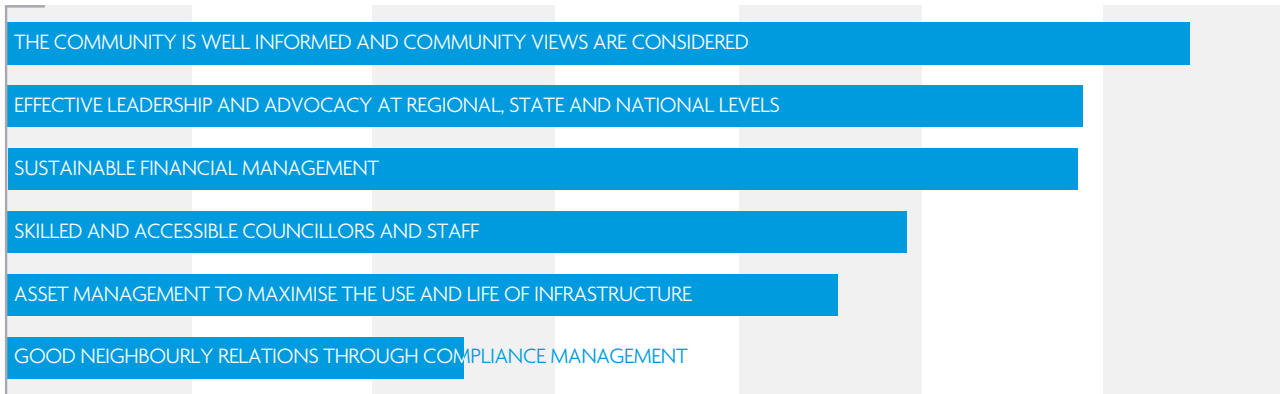 THE COMMUNITY IS WELL INFORMED AND COMMUNITY VIEWS ARE CONSIDERED
EFFECTIVE LEADERSHIP AND ADVOCACY AT REGIONAL, STATE AND NATIONAL LEVELS
SUSTAINABLE FINANCIAL MANAGEMENT
SKILLED AND ACCESSIBLE COUNCILLORS AND STAFF
ASSET MANAGEMENT TO MAXIMISE THE USE AND LIFE OF INFRASTRUCTURE
GOOD NEIGHBOURLY RELATIONS THROUGH COMPLIANCE MANAGEMENT